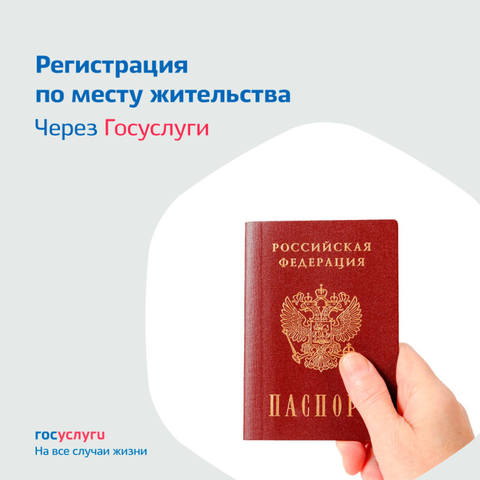 Регистрация
по месту жительства
Через Госуслуги
РОССИЙСКАЯ
ФЕДЕРАЦИЯ
ПАСПОР
госуслуги
На все случаи жизни